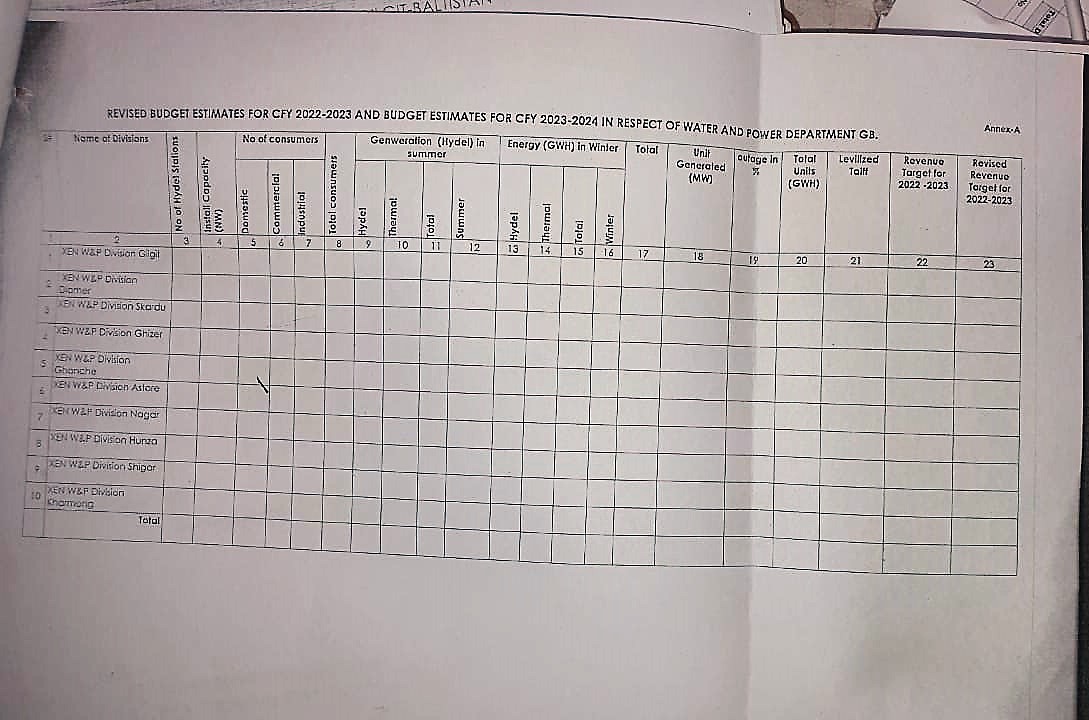 GIT-BALTISTAN
Total D
No
REVISED BUDGET ESTIMATES FOR CFY 2022-2023 AND BUDGET ESTIMATES FOR CFY 2023-2024 IN RESPECT OF WATER AND POWER DEPARTMENT GB.
Annex-A
S# Name of Divisions No of Hydel Stations Install Capacity (NW) No of consumers Total consumers Genweration (Hydel) in summer Energy (GWH) in Winter Total Unit Generated (MW) outage in % Total Units (GWH) Levilized Taiff Revenue Target for 2022 -2023 Revised Revenue Target for 2022-2023
Domestic Commercial Industrial Hydel Thermal Total Summer Hydel Thermal Total Winter
1 2 3 4 5 6 7 8 9 10 11 12 13 14 15 16 17 18 19 20 21 22 23
XEN W&P Division Gilgit
2 XEN W&P Division
Diamer
3 XEN W&P Division Skardu
4 XEN W&P Division Ghizer
5 XEN W&P Division
Ghanche
6 XEN W&P Division Astore
7 XEN W&P Division Nagar
8 XEN W&P Division Hunza
9 XEN W&P Division Shigar
10 XEN W&P Division
Kharmong
Total